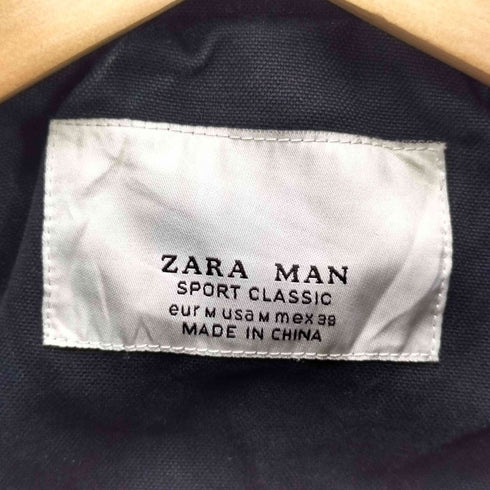 ZARA MAN
SPORT CLASSIC
eur M usa M mex 38
MADE IN CHINA